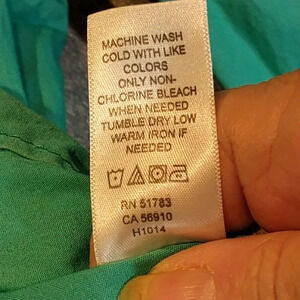 MACHINE WASH
COLD WITH LIKE
COLORS
ONLY NON-
CHLORINE BLEACH
WHEN NEEDED
TUMBLE DRY LOW
WARM IRON IF
NEEDED
RN 51783
CA 56910
H1014